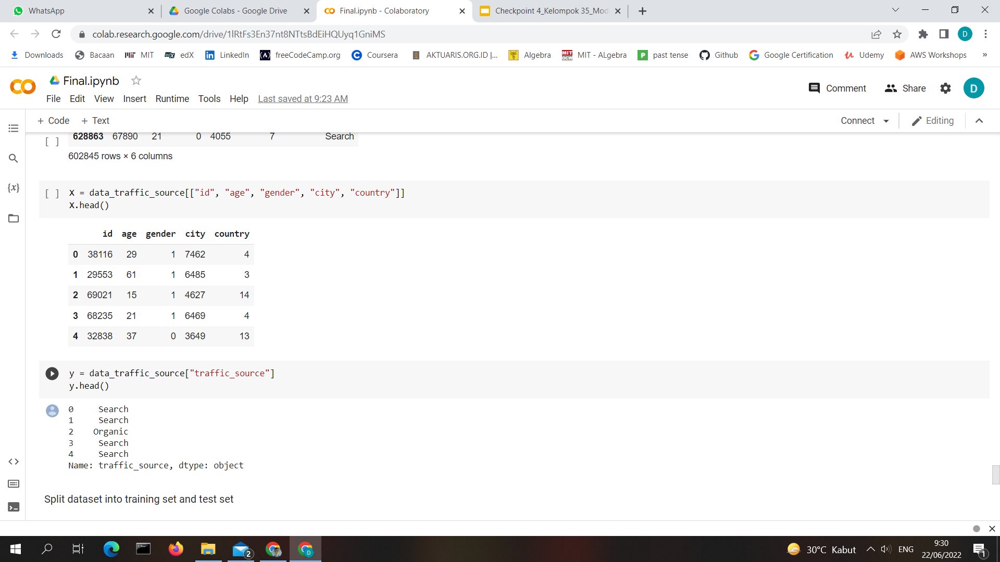 WhatsApp
Google Colabs - Google Drive
Final.ipynb - Colaboratory
Checkpoint 4_Kelompok 35_Mod
colab.research.google.com/drive/1lRtFs3En37nt8NTtsBdEiHQUyq1GniMS
D
Downloads
Bacaan
MIT
edX
LinkedIn
freeCodeCamp.org
Coursera
AKTUARIS.ORG.ID |...
Algebra
MIT - ALgebra
past tense
Github
Google Certification
Udemy
AWS Workshops
»
Final.ipynb
Comment
Share
D
File Edit View Insert Runtime Tools Help Last saved at 9:23 AM
+ Code + Text
Connect
Editing
[ ] 628863 67890 21 0 4055 7 Search
602845 rows × 6 columns
[ ] X = data_traffic_source[["id", "age", "gender", "city", "country"]]
X.head()
id age gender city country
0 38116 29 1 7462 4
1 29553 61 1 6485 3
2 69021 15 1 4627 14
3 68235 21 1 6469 4
4 32838 37 0 3649 13
y = data_traffic_source["traffic_source"]
y.head()
0 Search
1 Search
2 Organic
3 Search
4 Search
Name: traffic_source, dtype: object
Split dataset into training set and test set
{x}
2
D
30°C Kabut
ENG
9:30
22/06/2022
1